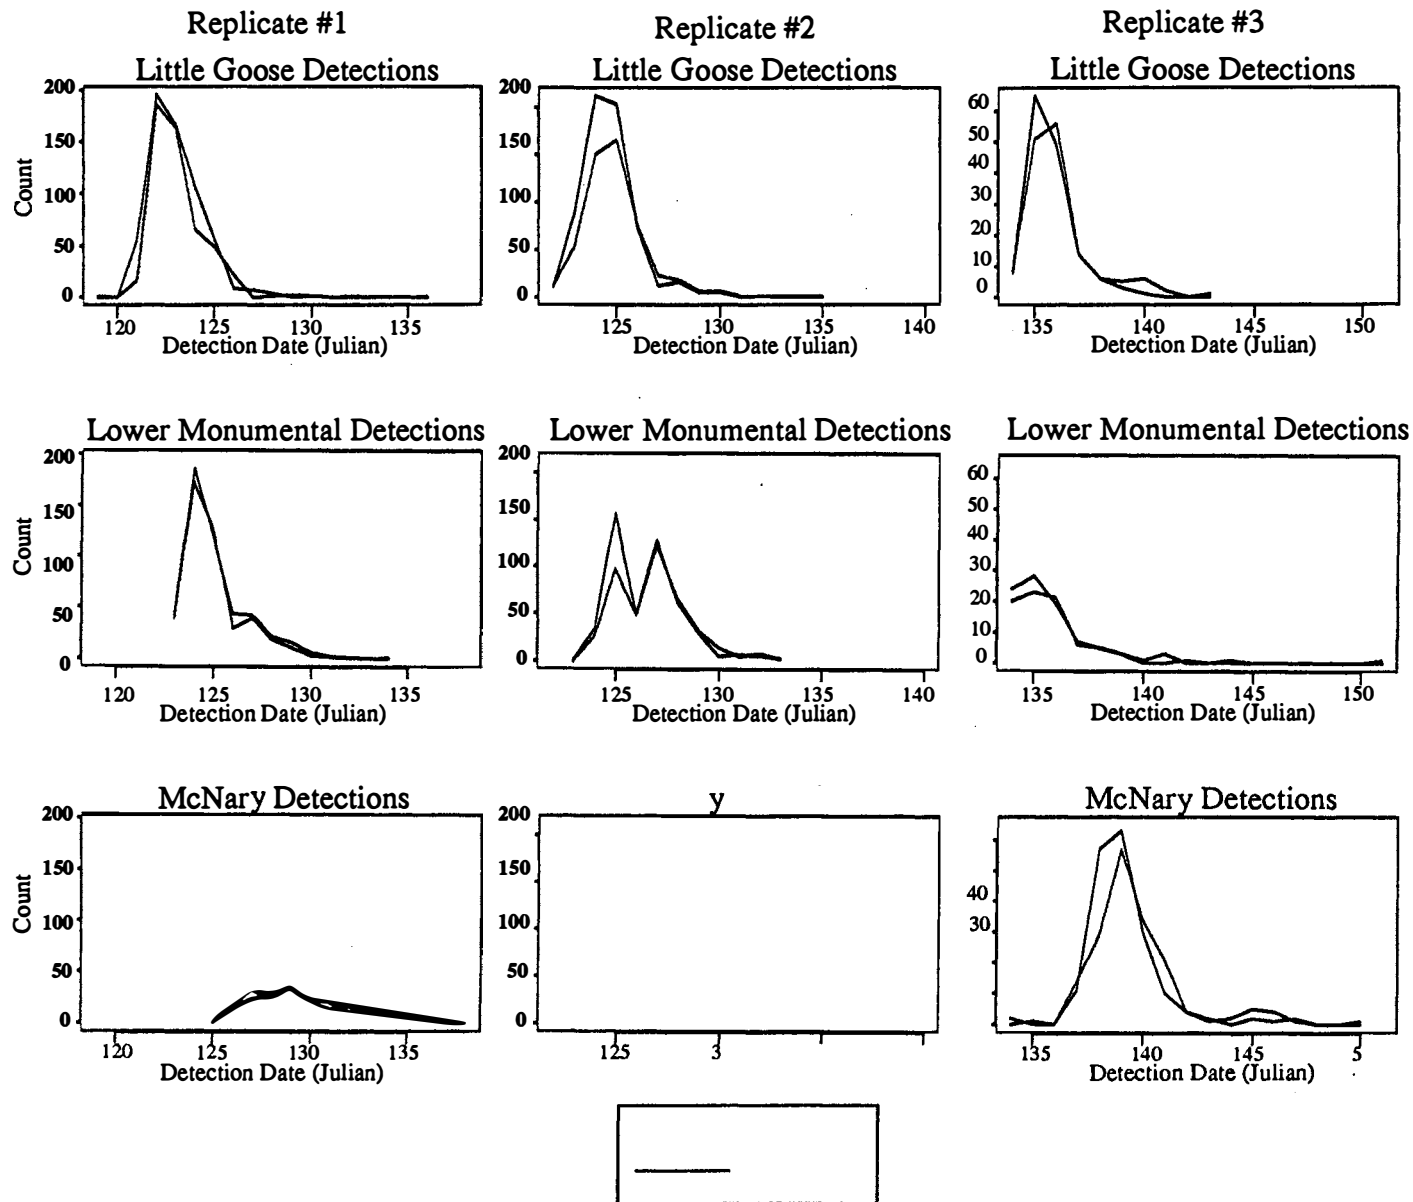 Replicate #1
Replicate #2
Replicate #3
Little Goose Detections
Little Goose Detections
Little Goose Detections
Count
200
150
100
50
0
120 125 130 135
Detection Date (Julian)
200
150
100
50
0
125 130 135 140
Detection Date (Julian)
60
50
40
30
20
10
0
135 140 145 150
Detection Date (Julian)
Lower Monumental Detections
Lower Monumental Detections
Lower Monumental Detections
Count
200
150
100
50
0
120 125 130 135
Detection Date (Julian)
200
150
100
50
0
125 130 135 140
Detection Date (Julian)
60
50
40
30
20
10
0
135 140 145 150
Detection Date (Julian)
McNary Detections
y
McNary Detections
Count
200
150
100
50
0
120 125 130 135
Detection Date (Julian)
200
150
100
50
0
125 3
40
30
135 140 145 5
Detection Date (Julian)